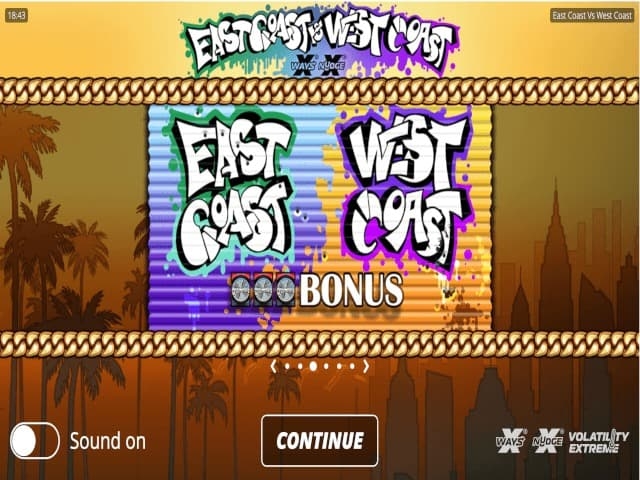 18:43
East Coast Vs West Coast
EAST COAST VS WEST COAST
X WAYS X NUDGE
EAST
COAST
WEST
COAST
BONUS
Sound on
CONTINUE
X WAYS
X NUDGE
VOLATILITY
EXTREME